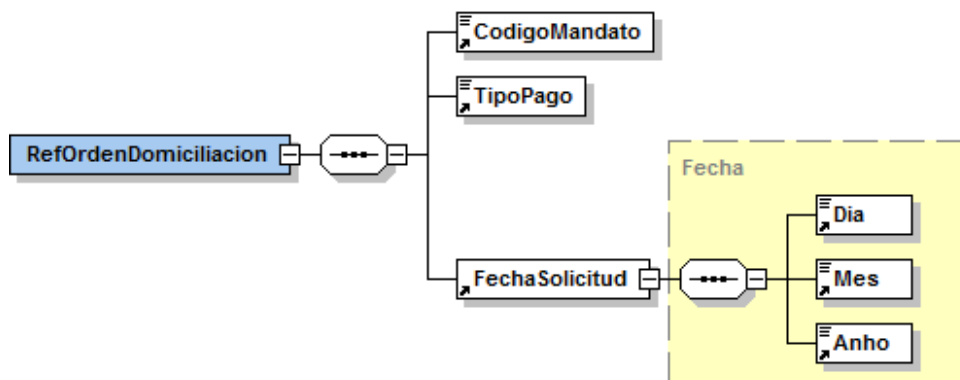 CodigoMandato
TipoPago
RefOrdenDomiciliacion
Fecha
Dia
FechaSolicitud
Mes
Anho